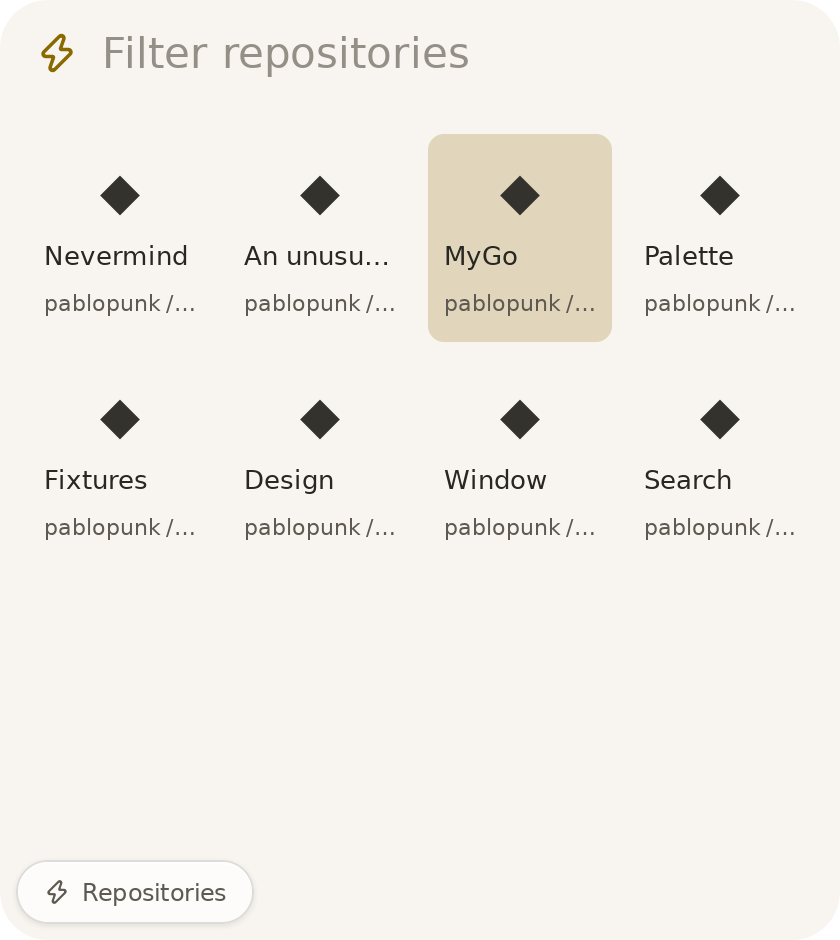 Filter repositories
Nevermind An unusu... MyGo Palette
pablopunk /... pablopunk /... pablopunk /... pablopunk /...
Fixtures Design Window Search
pablopunk /... pablopunk /... pablopunk /... pablopunk /...
Repositories